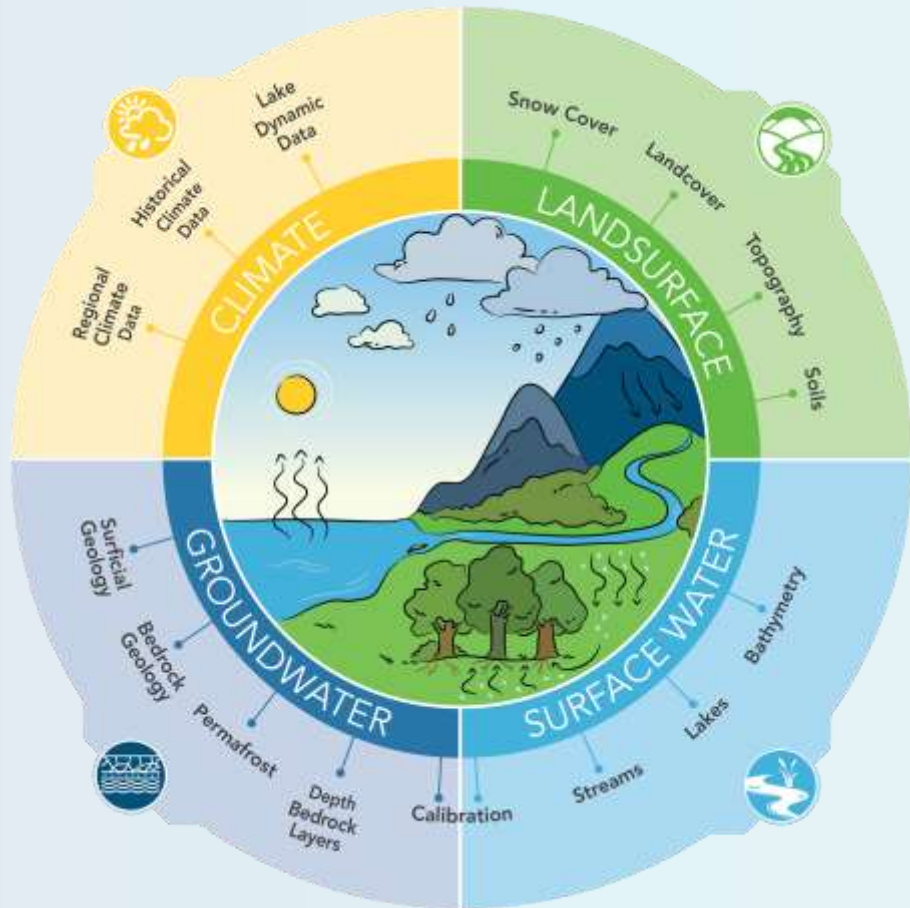 CLIMATE
Lake
Dynamic
Data
Historical
Climate
Data
Regional
Climate
Data
LANDSURFACE
Snow Cover
Landcover
Topography
Soils
GROUNDWATER
Surficial
Geology
Bedrock
Geology
Permafrost
Depth
Bedrock
Layers
Calibration
SURFACE WATER
Bathymetry
Lakes
Streams